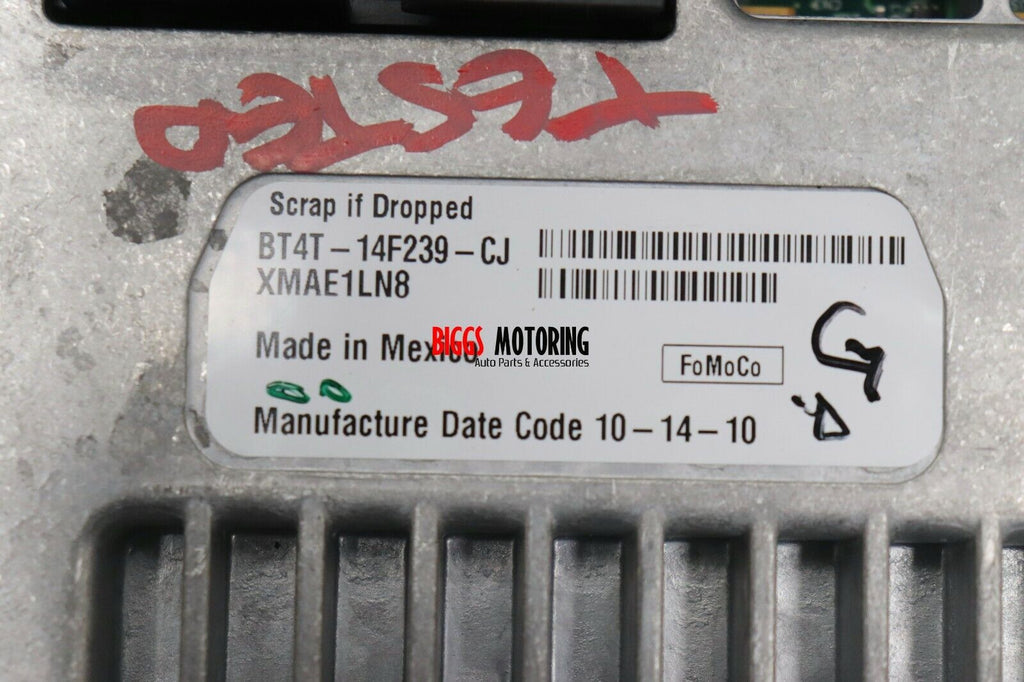 TESTED
Scrap if Dropped
BT4T-14F239-CJ
XMAE1LN8
Made in Mexico
BIGGS MOTORING
Auto Parts & Accessories
FoMoCo
Manufacture Date Code 10-14-10